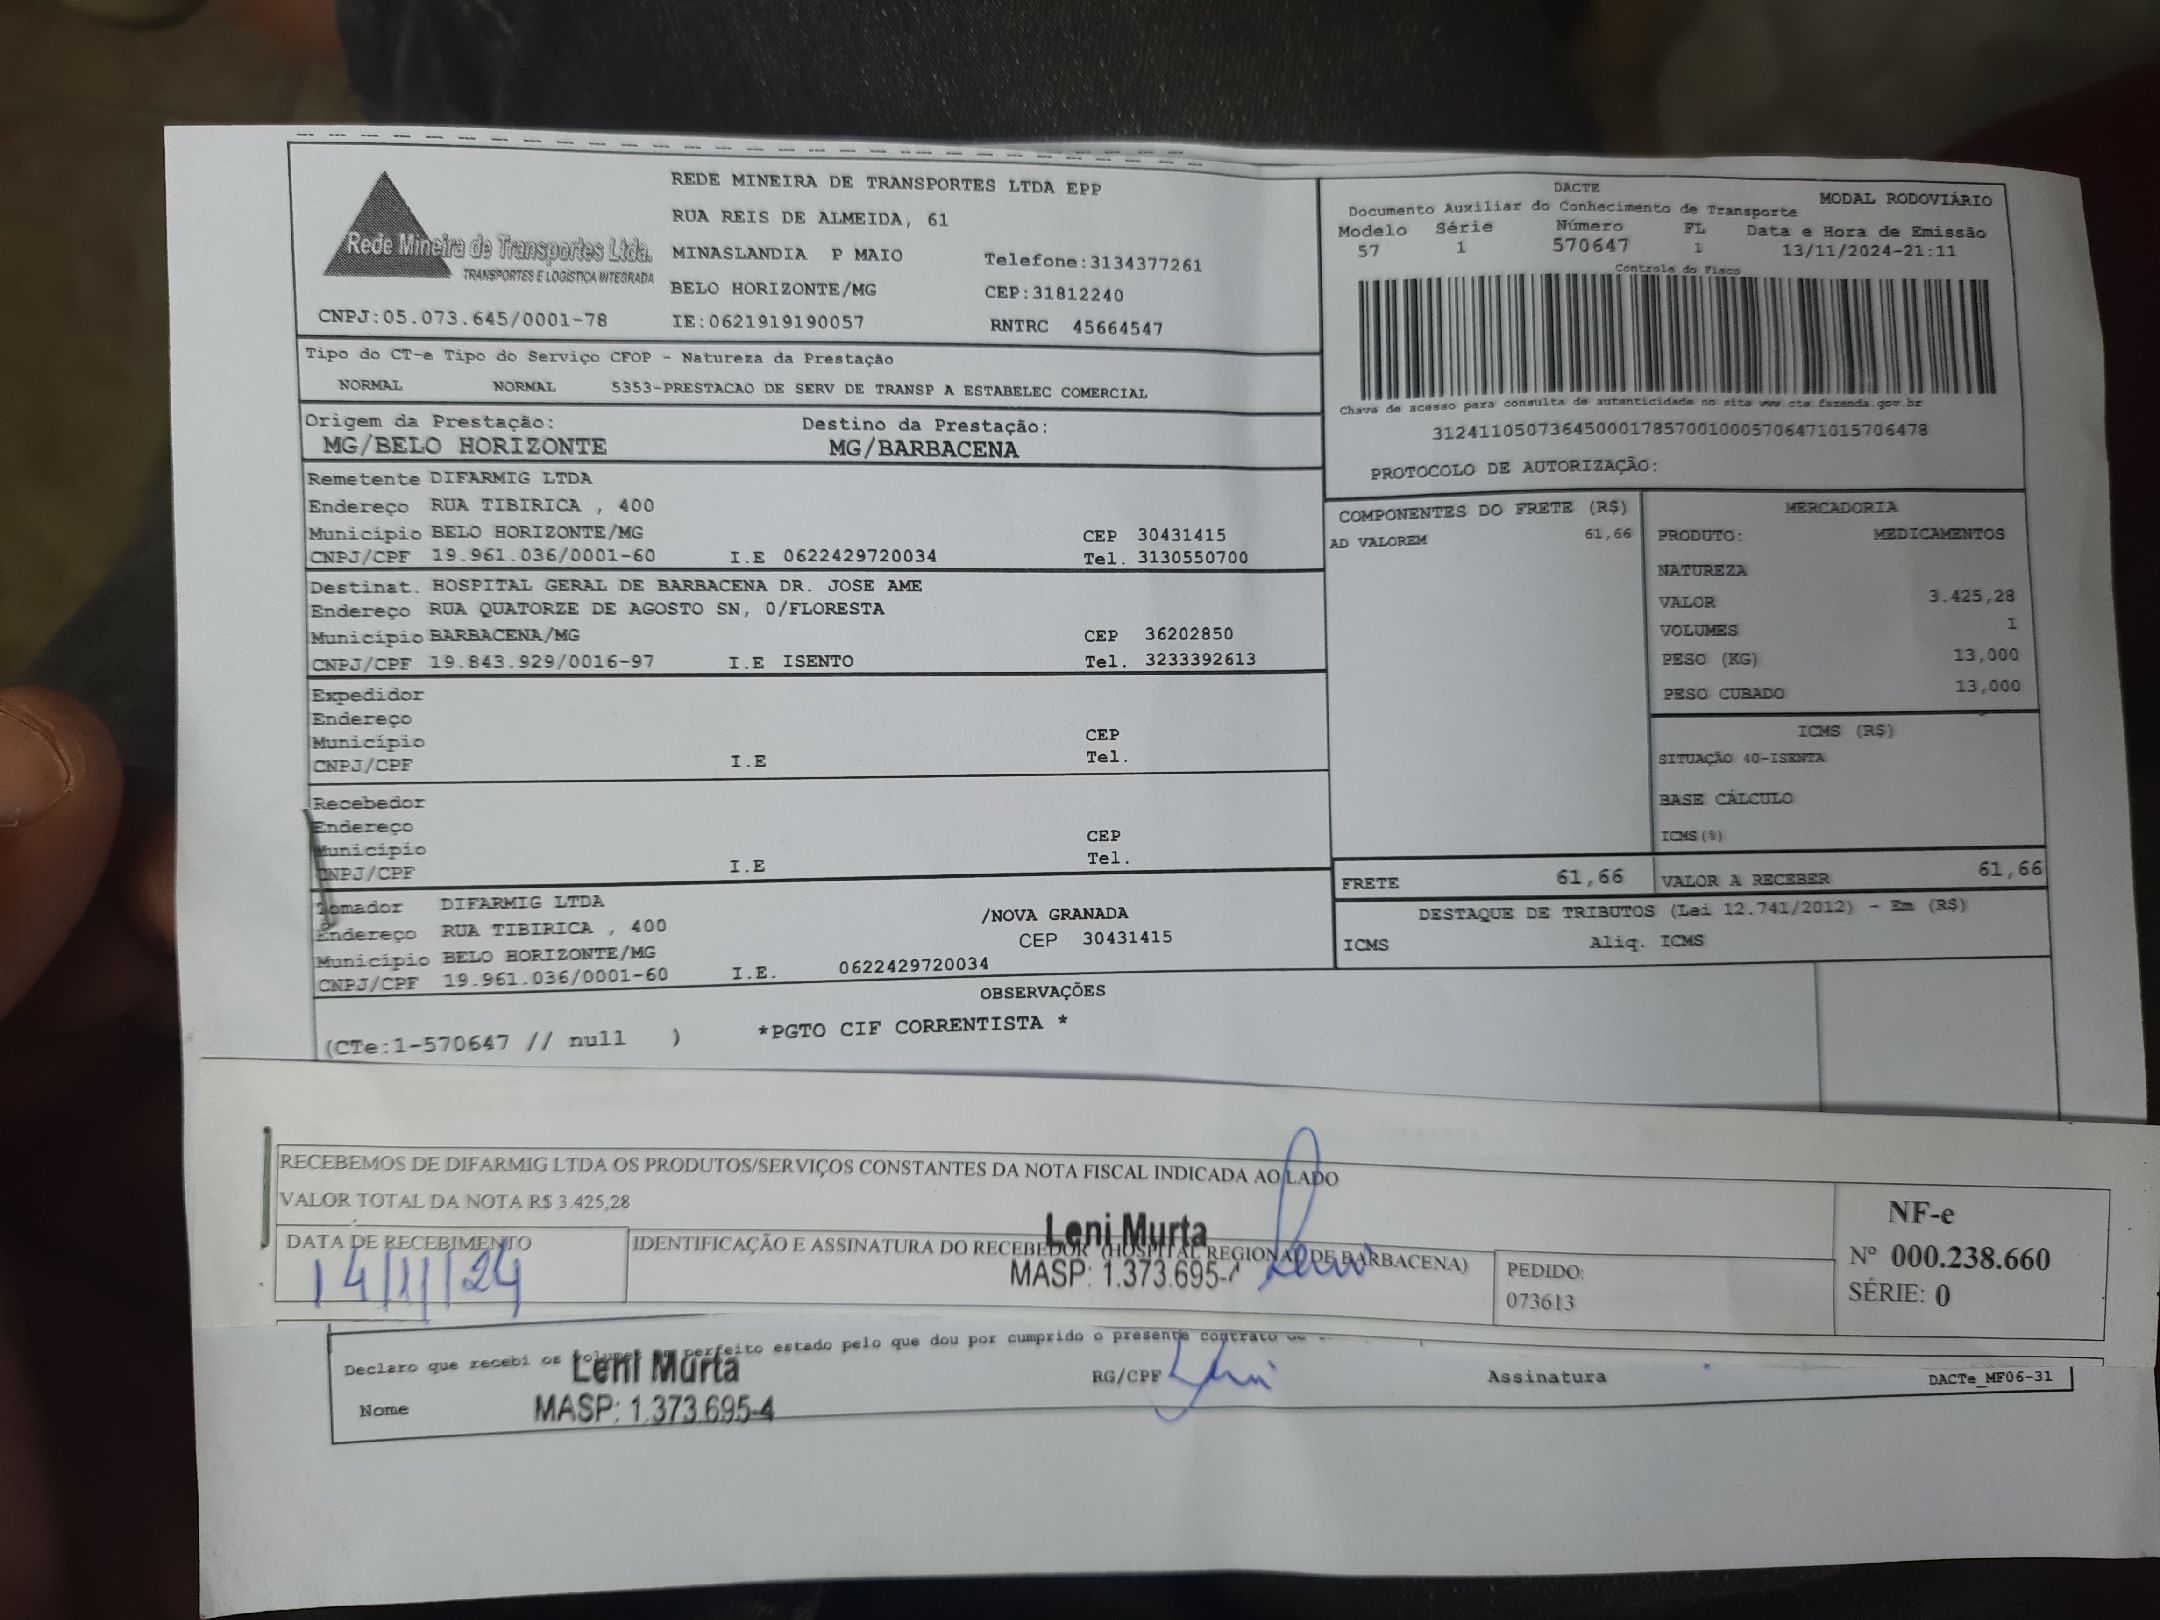 Rede Mineira de Transportes Ltda.
TRANSPORTES E LOGÍSTICA INTEGRADA
CNPJ:05.073.645/0001-78
REDE MINEIRA DE TRANSPORTES LTDA EPP
RUA REIS DE ALMEIDA, 61
MINASLANDIA P MAIO Telefone:3134377261
BELO HORIZONTE/MG CEP:31812240
IE:0621919190057 RNTRC 45664547
DACTE MODAL RODOVIÁRIO
Documento Auxiliar do Conhecimento de Transporte
Modelo Série Número FL Data e Hora de Emissão
57 1 570647 1 13/11/2024-21:11
Controle do Fisco
Chave de acesso para consulta de autenticidade no site www.cte.fazenda.gov.br
31241105073645000178570010005706471015706478
PROTOCOLO DE AUTORIZAÇÃO:
Tipo do CT-e Tipo do Serviço CFOP - Natureza da Prestação
NORMAL NORMAL 5353-PRESTACAO DE SERV DE TRANSP A ESTABELEC COMERCIAL
Origem da Prestação: Destino da Prestação:
MG/BELO HORIZONTE MG/BARBACENA
Remetente DIFARMIG LTDA
Endereço RUA TIBIRICA , 400
Município BELO HORIZONTE/MG CEP 30431415
CNPJ/CPF 19.961.036/0001-60 I.E 0622429720034 Tel. 3130550700
Destinat. HOSPITAL GERAL DE BARBACENA DR. JOSE AME
Endereço RUA QUATORZE DE AGOSTO SN, 0/FLORESTA
Município BARBACENA/MG CEP 36202850
CNPJ/CPF 19.843.929/0016-97 I.E ISENTO Tel. 3233392613
Expedidor
Endereço
Município CEP
CNPJ/CPF I.E Tel.
Recebedor
Endereço
Município CEP
CNPJ/CPF I.E Tel.
Tomador DIFARMIG LTDA /NOVA GRANADA
Endereço RUA TIBIRICA , 400 CEP 30431415
Município BELO HORIZONTE/MG
CNPJ/CPF 19.961.036/0001-60 I.E. 0622429720034
COMPONENTES DO FRETE (R$)
AD VALOREM 61,66
MERCADORIA
PRODUTO: MEDICAMENTOS
NATUREZA
VALOR 3.425,28
VOLUMES 1
PESO (KG) 13,000
PESO CUBADO 13,000
ICMS (R$)
SITUAÇÃO 40-ISENTA
BASE CÁLCULO
ICMS(%)
FRETE 61,66 VALOR A RECEBER 61,66
DESTAQUE DE TRIBUTOS (Lei 12.741/2012) - Em (R$)
ICMS Aliq. ICMS
OBSERVAÇÕES
(CTe:1-570647 // null ) *PGTO CIF CORRENTISTA *
RECEBEMOS DE DIFARMIG LTDA OS PRODUTOS/SERVIÇOS CONSTANTES DA NOTA FISCAL INDICADA AO LADO
VALOR TOTAL DA NOTA R$ 3.425,28
DATA DE RECEBIMENTO
14/11/24
IDENTIFICAÇÃO E ASSINATURA DO RECEBEDOR (HOSPITAL REGIONAL DE BARBACENA)
Leni Murta
MASP: 1.373.695-4
PEDIDO:
073613
NF-e
Nº 000.238.660
SÉRIE: 0
Declaro que recebi os volumes perfeito estado pelo que dou por cumprido o presente contrato
Leni Murta
MASP: 1.373.695-4
Nome RG/CPF Assinatura DACTe_MF06-31